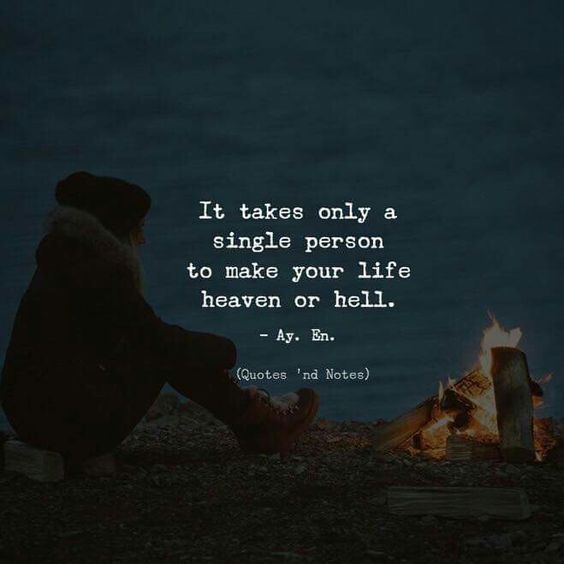 It takes only a
single person
to make your life
heaven or hell.
- Ay. En.
(Quotes 'nd Notes)